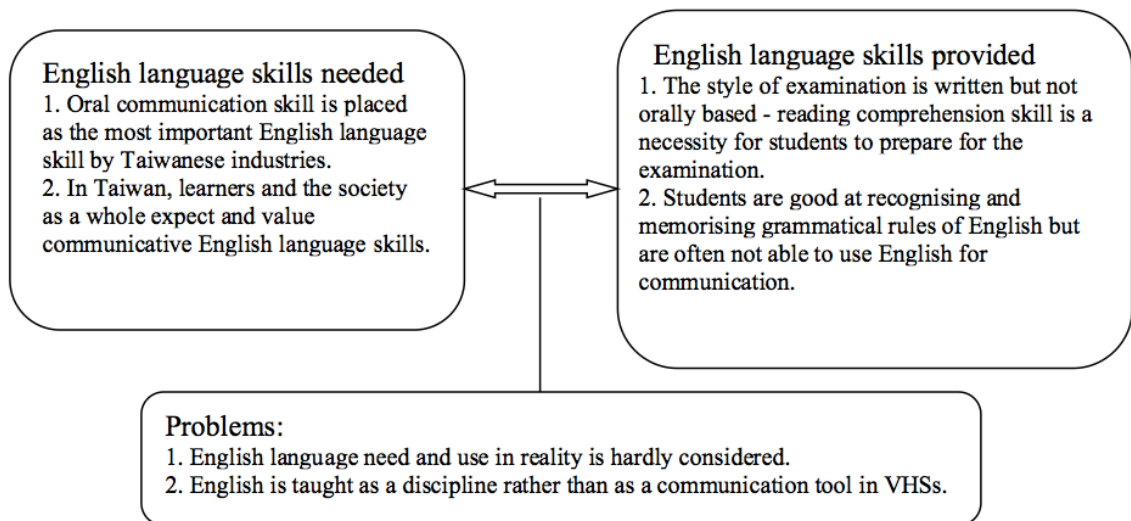 English language skills needed
1. Oral communication skill is placed
as the most important English language
skill by Taiwanese industries.
2. In Taiwan, learners and the society
as a whole expect and value
communicative English language skills.
English language skills provided
1. The style of examination is written but not
orally based - reading comprehension skill is a
necessity for students to prepare for the
examination.
2. Students are good at recognising and
memorising grammatical rules of English but
are often not able to use English for
communication.
Problems:
1. English language need and use in reality is hardly considered.
2. English is taught as a discipline rather than as a communication tool in VHSs.